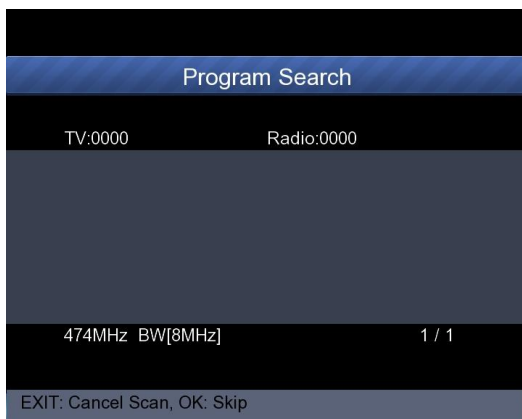 Program Search
TV:0000 Radio:0000
474MHz BW[8MHz] 1 / 1
EXIT: Cancel Scan, OK: Skip